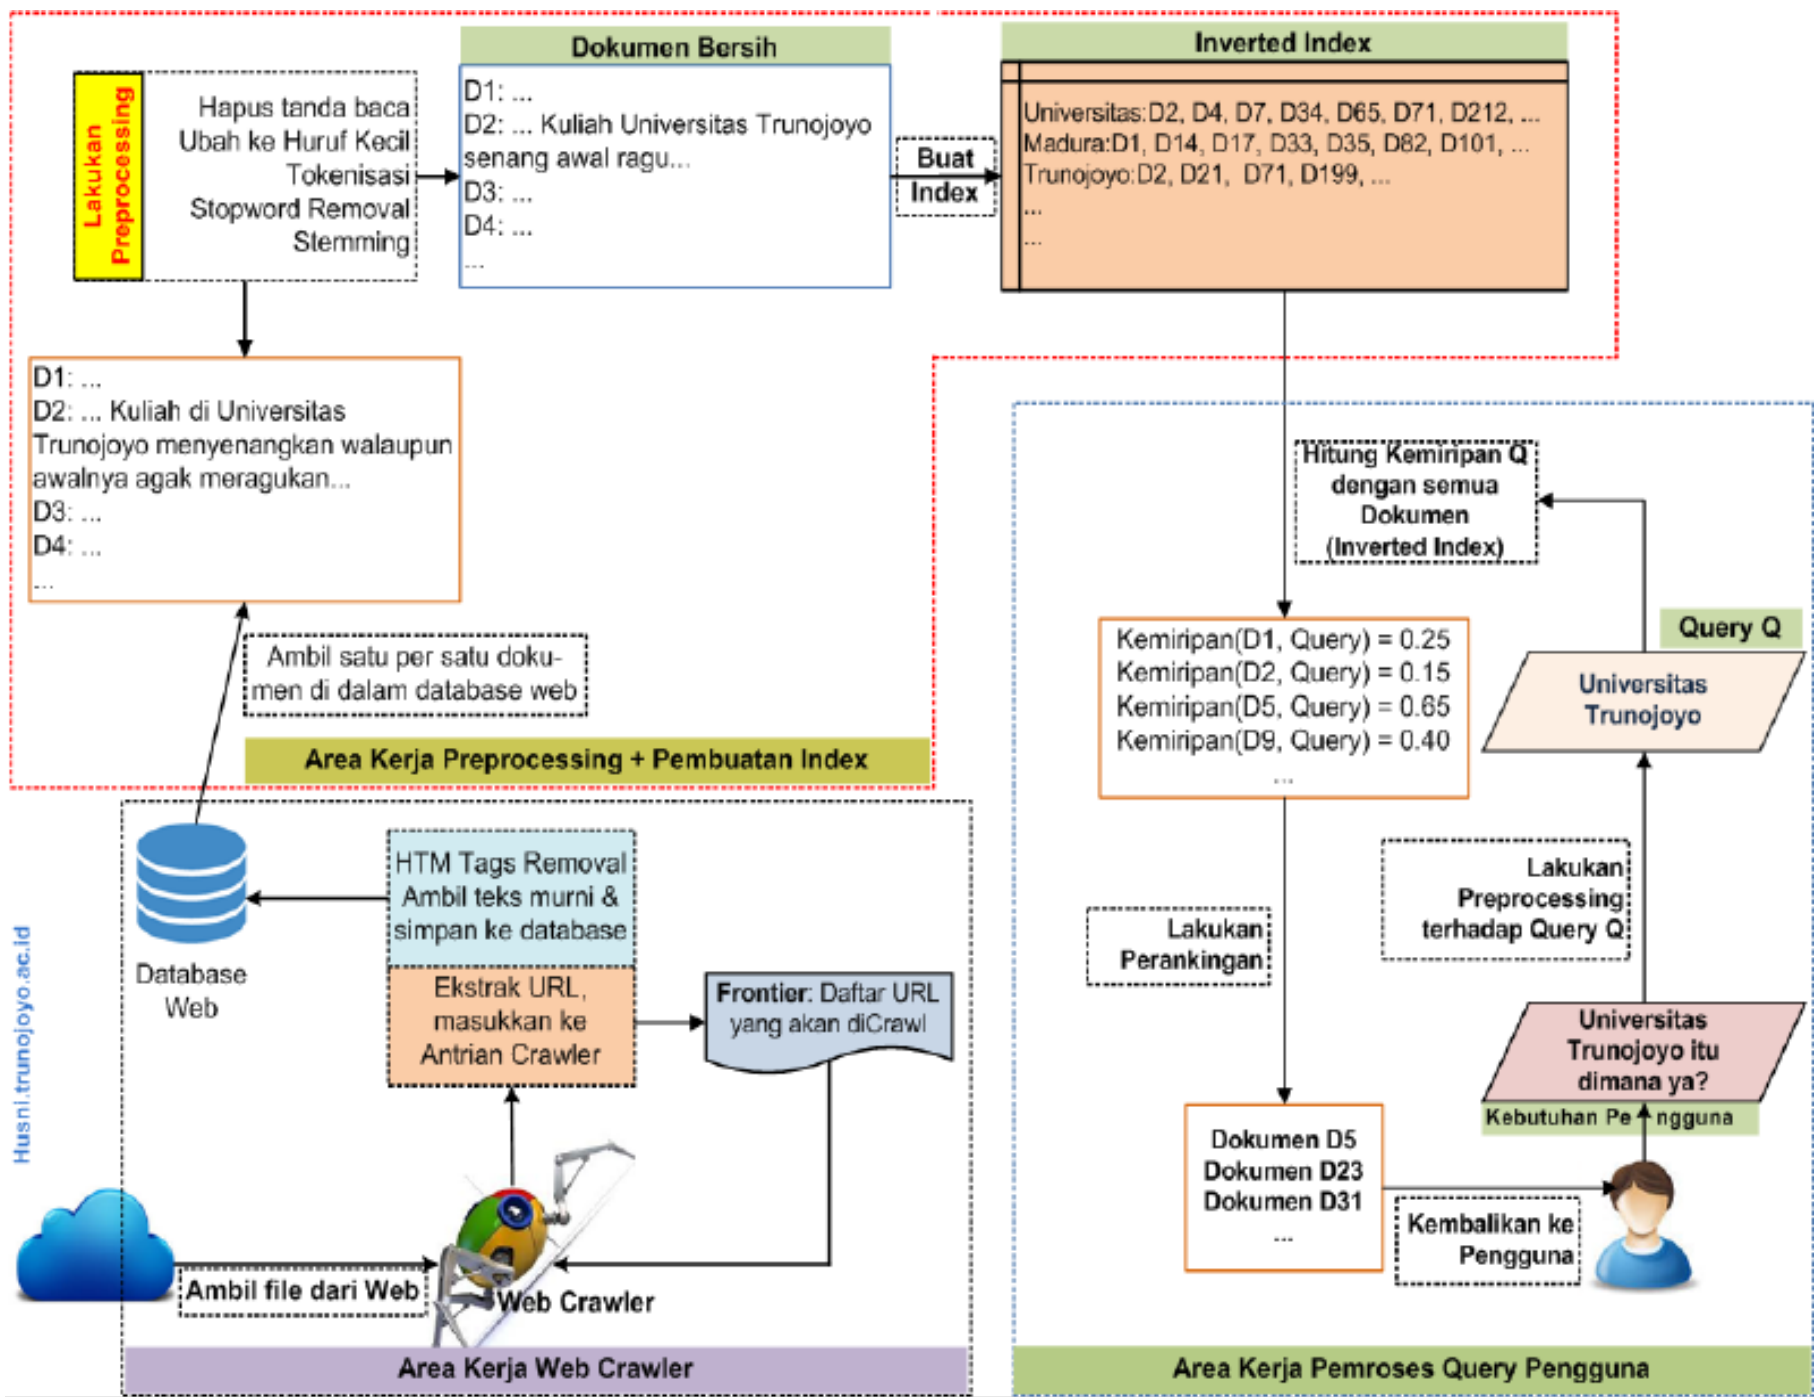 Dokumen Bersih
Inverted Index
Lakukan
Preprocessing
Hapus tanda baca
Ubah ke Huruf Kecil
Tokenisasi
Stopword Removal
Stemming
D1: ...
D2: ... Kuliah Universitas Trunojoyo
senang awal ragu...
D3: ...
D4: ...
...
Buat
Index
Universitas:D2, D4, D7, D34, D65, D71, D212, ...
Madura:D1, D14, D17, D33, D35, D82, D101, ...
Trunojoyo:D2, D21, D71, D199, ...
...
...
D1: ...
D2: ... Kuliah di Universitas
Trunojoyo menyenangkan walaupun
awalnya agak meragukan...
D3: ...
D4: ...
...
Ambil satu per satu doku-
men di dalam database web
Area Kerja Preprocessing + Pembuatan Index
Hitung Kemiripan Q
dengan semua
Dokumen
(Inverted Index)
Kemiripan(D1, Query) = 0.25
Kemiripan(D2, Query) = 0.15
Kemiripan(D5, Query) = 0.65
Kemiripan(D9, Query) = 0.40
...
Query Q
Universitas
Trunojoyo
Lakukan
Preprocessing
terhadap Query Q
Lakukan
Perankingan
Universitas
Trunojoyo itu
dimana ya?
Kebutuhan Pengguna
Dokumen D5
Dokumen D23
Dokumen D31
...
Kembalikan ke
Pengguna
Area Kerja Pemroses Query Pengguna
HTM Tags Removal
Ambil teks murni &
simpan ke database
Database
Web
Ekstrak URL,
masukkan ke
Antrian Crawler
Frontier: Daftar URL
yang akan diCrawl
Ambil file dari Web
Web Crawler
Area Kerja Web Crawler
Husni.trunojoyo.ac.id